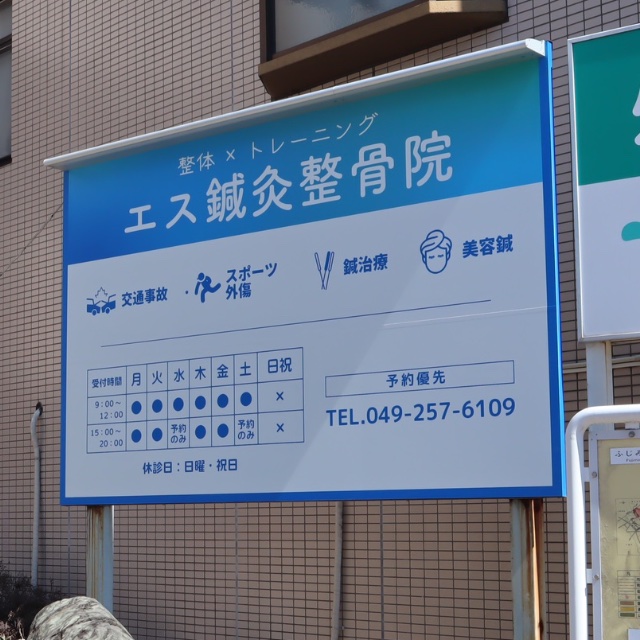 整体 × トレーニング
エス鍼灸整骨院
交通事故
スポーツ
外傷
鍼治療
美容鍼
受付時間 月 火 水 木 金 土 日祝
9:00～
12:00 ● ● ● ● ● ● ×
15:00～
20:00 ● ● 予約のみ ● ● 予約のみ ×
休診日：日曜・祝日
予約優先
TEL.049-257-6109
ふじみ